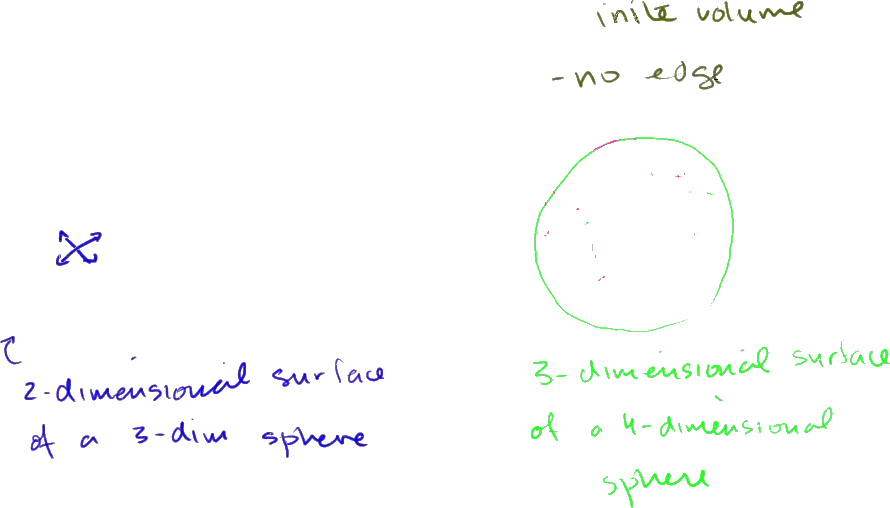 inite volume
- no edge
2-dimensional surface
of a 3-dim sphere
3-dimensional surface
of a 4-dimensional
sphere